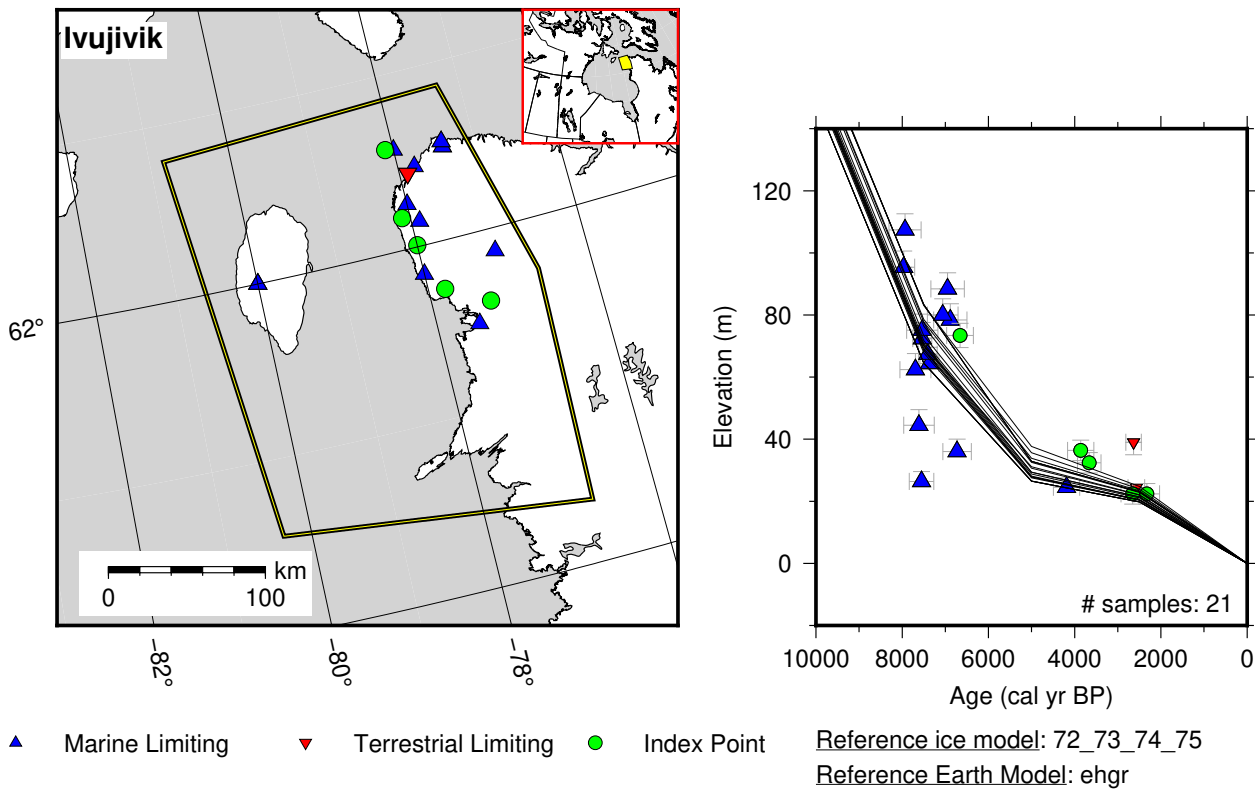 Ivujivik
62°
km
0 100
-82°
-80°
-78°
120
80
40
0
Elevation (m)
# samples: 21
10000 8000 6000 4000 2000 0
Age (cal yr BP)
Marine Limiting Terrestrial Limiting Index Point
Reference ice model: 72_73_74_75
Reference Earth Model: ehgr